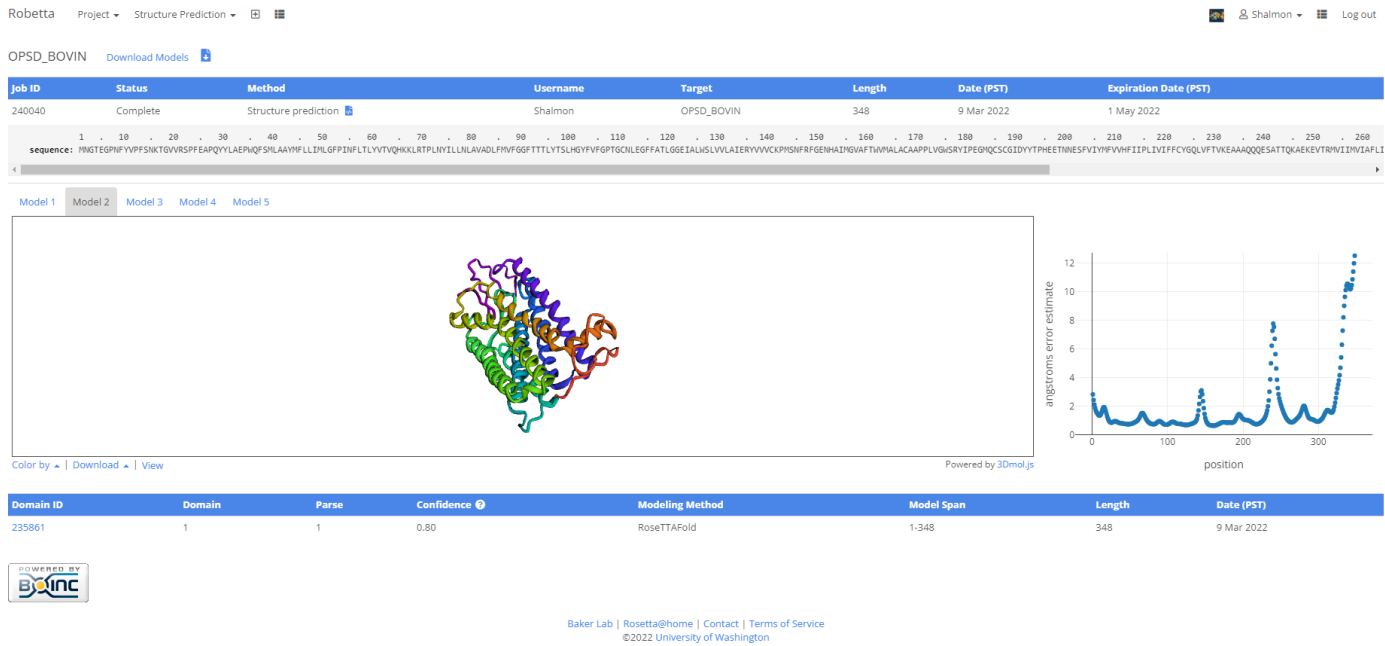 Robetta Project Structure Prediction Shalmon Log out
OPSD_BOVIN Download Models
Job ID Status Method Username Target Length Date (PST) Expiration Date (PST)
240040 Complete Structure prediction Shalmon OPSD_BOVIN 348 9 Mar 2022 1 May 2022
1 . 10 . 20 . 30 . 40 . 50 . 60 . 70 . 80 . 90 . 100 . 110 . 120 . 130 . 140 . 150 . 160 . 170 . 180 . 190 . 200 . 210 . 220 . 230 . 240 . 250 . 260
sequence: MNGTEGPNFYVPFSNKTGVVRSPFEAPQYYLAEPWQFSMLAAYMFLLIMLGFPINFLTLYVTVQHKKLRTPLNYILLNLAVADLFMVFGGFTTTLYTSLHGYFVFGPTGCNLEGFFATLGGEIALWSLVVLAIERYVVVCKPMSNFRFGENHAIMGVAFTWVMALACAAPPLVGWSRYIPEGMQCSCGIDYYTPHEETNNESFVIYMFVVHFIIPLIVIFFCYGQLVFTVKEAAAQQQESATTQKAEKEVTRMVIIMVIAFLI
Model 1 Model 2 Model 3 Model 4 Model 5
12
10
8
6
4
2
0
angstroms error estimate
0 100 200 300
position
Color by | Download | View
Powered by 3Dmol.js
Domain ID Domain Parse Confidence Modeling Method Model Span Length Date (PST)
235861 1 1 0.80 RoseTTAFold 1-348 348 9 Mar 2022
POWERED BY
BOINC
Baker Lab | Rosetta@home | Contact | Terms of Service
©2022 University of Washington